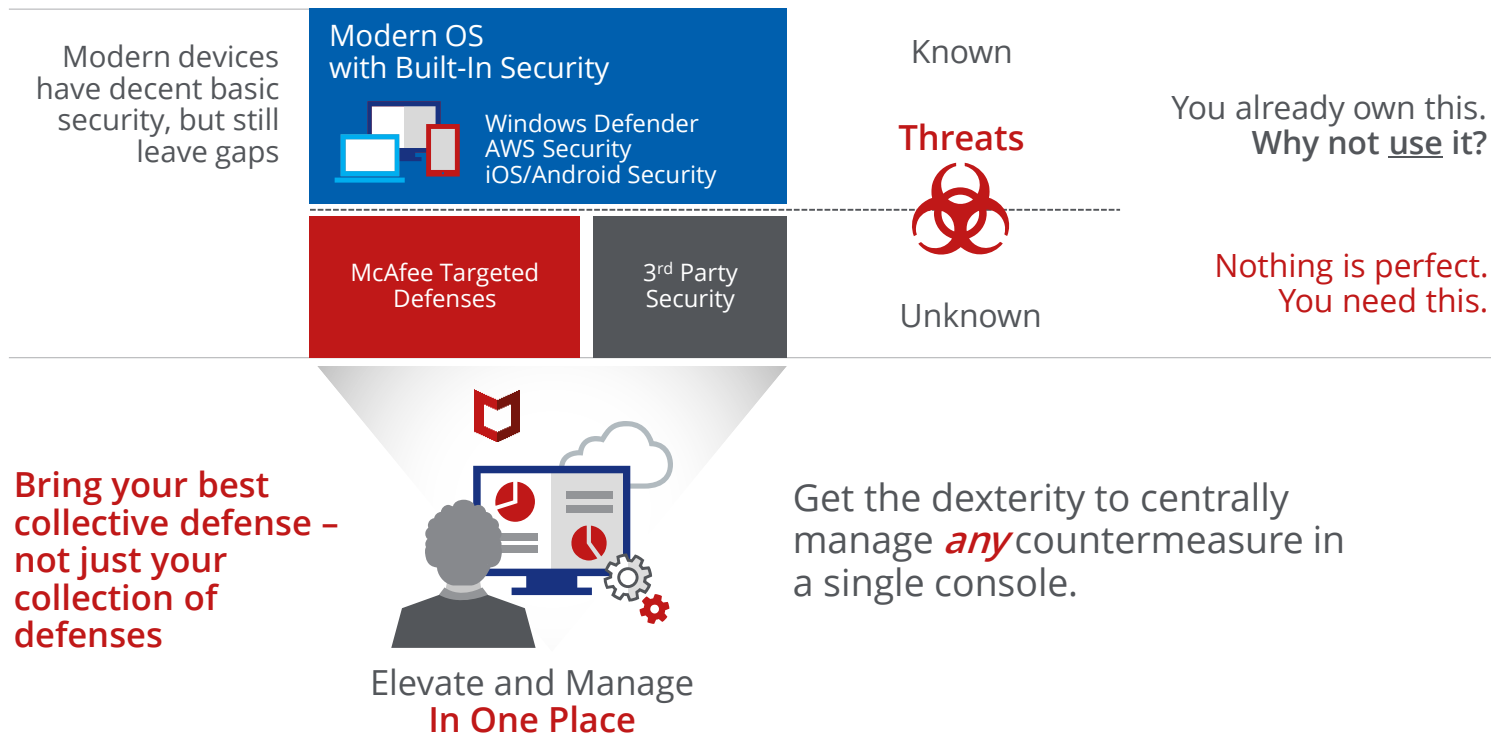 Modern devices
have decent basic
security, but still
leave gaps
Modern OS
with Built-In Security
Windows Defender
AWS Security
iOS/Android Security
Known
Threats
Unknown
You already own this.
Why not use it?
McAfee Targeted
Defenses
3rd Party
Security
Nothing is perfect.
You need this.
Bring your best
collective defense –
not just your
collection of
defenses
Elevate and Manage
In One Place
Get the dexterity to centrally
manage any countermeasure in
a single console.